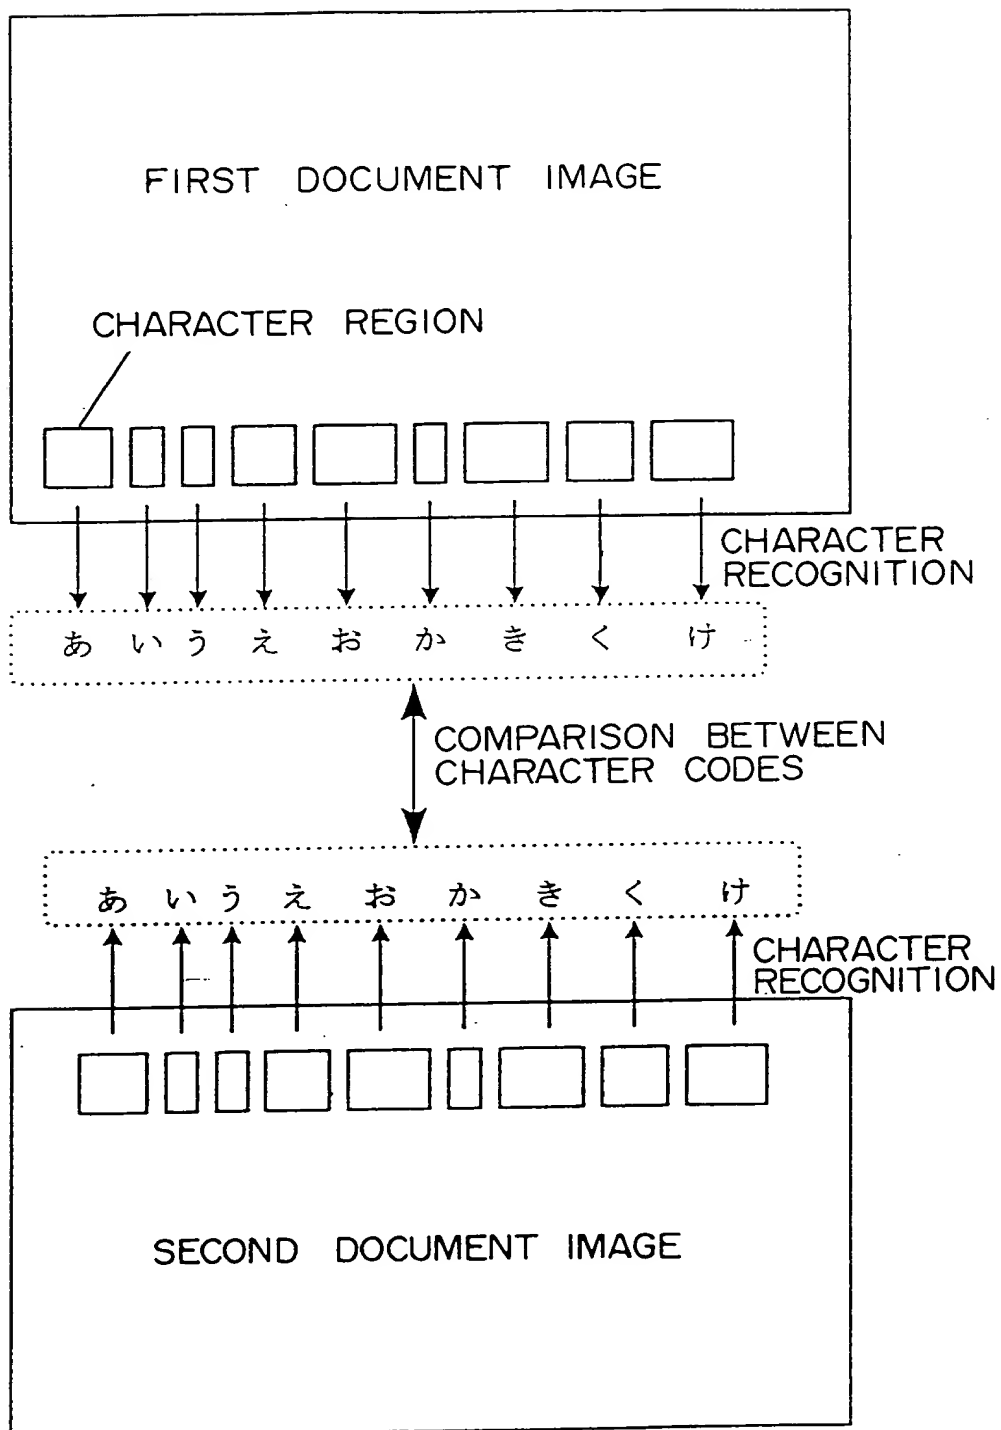 FIRST DOCUMENT IMAGE
CHARACTER REGION
CHARACTER
RECOGNITION
あ い う え お か き く け
COMPARISON BETWEEN
CHARACTER CODES
あ い う え お か き く け
CHARACTER
RECOGNITION
SECOND DOCUMENT IMAGE